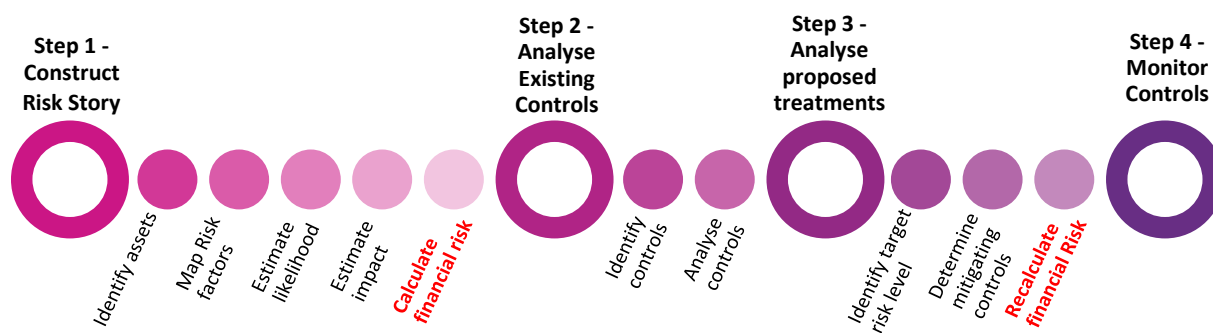 Step 1 -
Construct
Risk Story
Identify assets
Map Risk
factors
Estimate
likelihood
Estimate
impact
Calculate
financial risk
Step 2 -
Analyse
Existing
Controls
Identify
controls
Analyse controls
Step 3 -
Analyse
proposed
treatments
Identify target
risk level
Determine
mitigating
controls
Recalculate
financial Risk
Step 4 -
Monitor
Controls